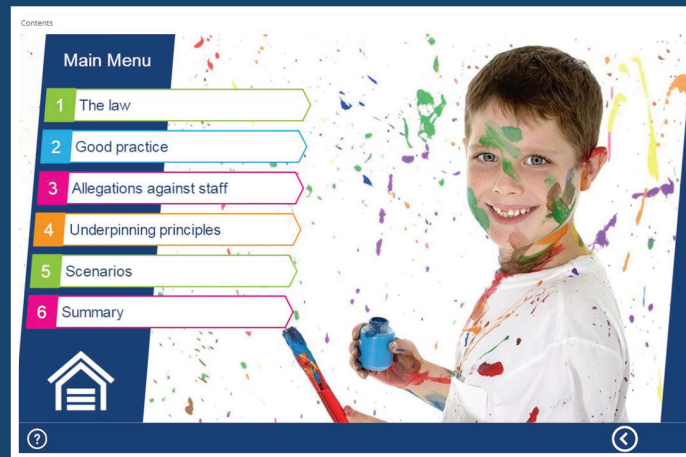 Contents
Main Menu
1 The law
2 Good practice
3 Allegations against staff
4 Underpinning principles
5 Scenarios
6 Summary
?